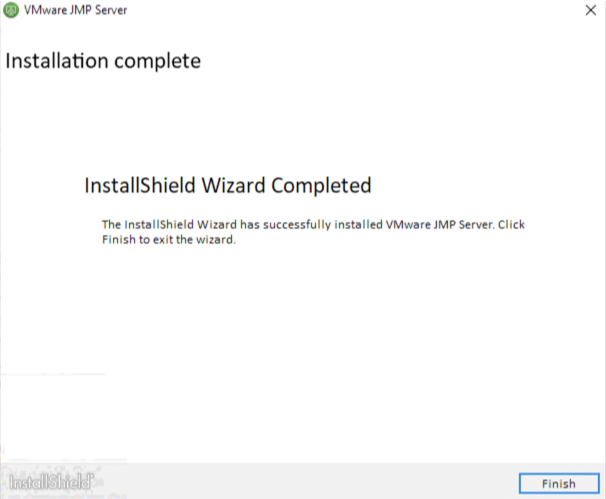 VMware JMP Server
Installation complete
InstallShield Wizard Completed
The InstallShield Wizard has successfully installed VMware JMP Server. Click
Finish to exit the wizard.
InstallShield
Finish